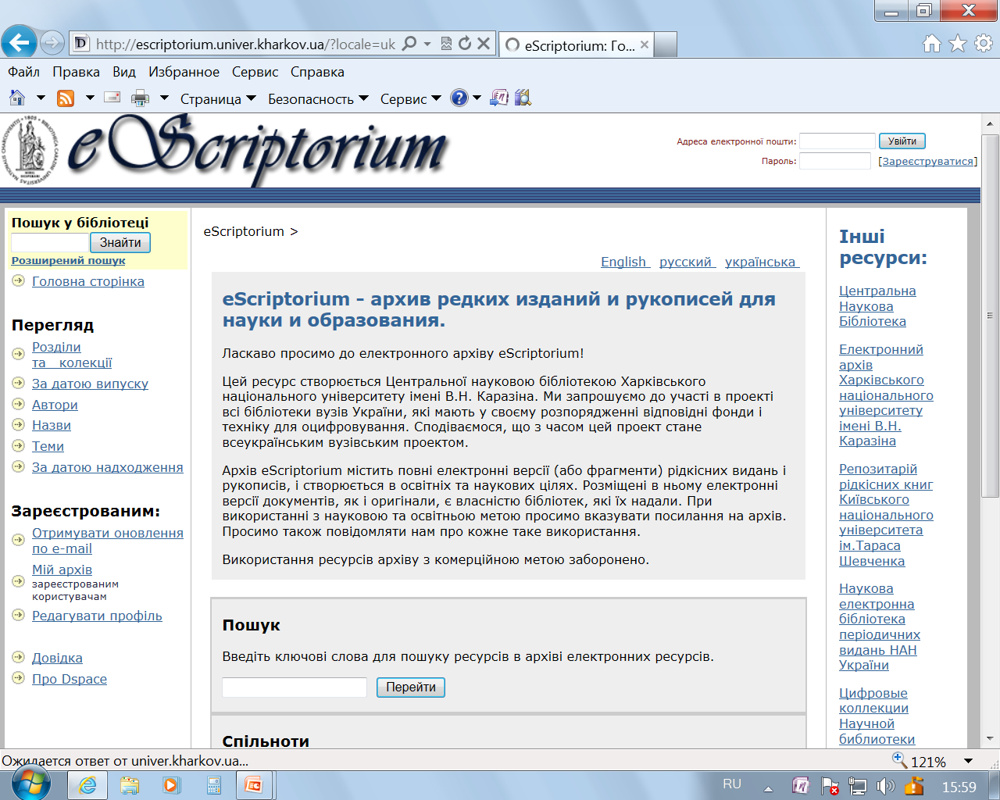 http://escriptorium.univer.kharkov.ua/?locale=uk
eScriptorium: Го...
Файл Правка Вид Избранное Сервис Справка
Страница Безопасность Сервис
eScriptorium
Адреса електронної пошти: Увійти
Пароль: [Зареєструватися]
Пошук у бібліотеці
Знайти
Розширений пошук
Головна сторінка
Перегляд
Розділи
та колекції
За датою випуску
Автори
Назви
Теми
За датою надходження
Зареєстрованим:
Отримувати оновлення
по e-mail
Мій архів
зареєстрованим
користувачам
Редагувати профіль
Довідка
Про Dspace
eScriptorium >
English русский українська
eScriptorium - архив редких изданий и рукописей для
науки и образования.
Ласкаво просимо до електронного архіву eScriptorium!
Цей ресурс створюється Центральної науковою бібліотекою Харківського
національного університету імені В.Н. Каразіна. Ми запрошуємо до участі в проекті
всі бібліотеки вузів України, які мають у своєму розпорядженні відповідні фонди і
техніку для оцифровування. Сподіваємося, що з часом цей проект стане
всеукраїнським вузівським проектом.
Архів eScriptorium містить повні електронні версії (або фрагменти) рідкісних видань і
рукописів, і створюється в освітніх та наукових цілях. Розміщені в ньому електронні
версії документів, як і оригінали, є власністю бібліотек, які їх надали. При
використанні з науковою та освітньою метою просимо вказувати посилання на архів.
Просимо також повідомляти нам про кожне таке використання.
Використання ресурсів архіву з комерційною метою заборонено.
Пошук
Введіть ключові слова для пошуку ресурсів в архіві електронних ресурсів.
Перейти
Спільноти
Інші
ресурси:
Центральна
Наукова
Бібліотека
Електронний
архів
Харківського
національного
університету
імені В.Н.
Каразіна
Репозитарій
рідкісних книг
Київського
національного
університета
ім.Тараса
Шевченка
Наукова
електронна
бібліотека
періодичних
видань НАН
України
Цифровые
коллекции
Научной
библиотеки
Ожидается ответ от univer.kharkov.ua...
121%
RU
15:59